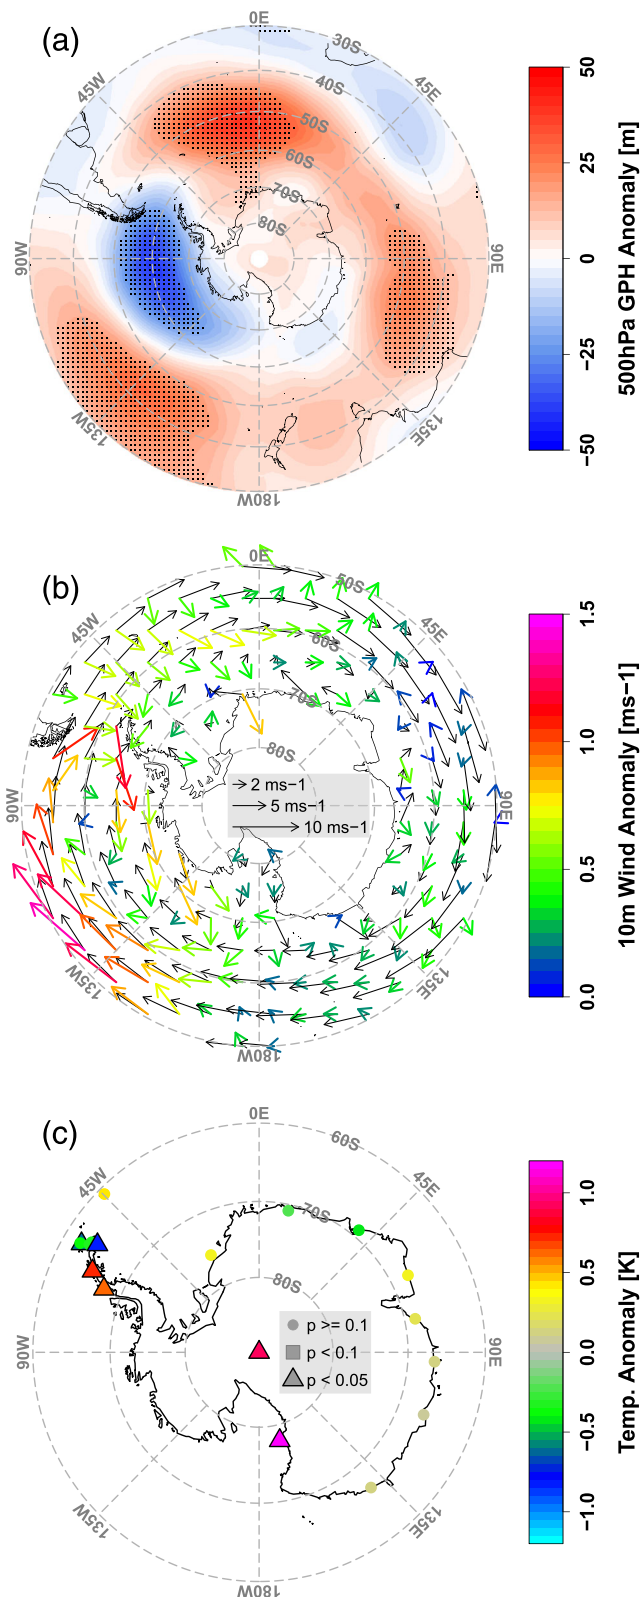 (a)
0E
30S
45W
40S
45E
50S
60S
70S
80S
90W
90E
135W
135E
180W
50
25
0
−25
−50
500hPa GPH Anomaly [m]
(b)
0E
50S
45W
60S
45E
70S
80S
2 ms−1
5 ms−1
10 ms−1
90W
90E
135W
135E
180W
1.5
1.0
0.5
0.0
10m Wind Anomaly [ms−1]
(c)
0E
60S
45W
45E
70S
80S
p >= 0.1
p < 0.1
p < 0.05
90W
90E
135W
135E
180W
1.0
0.5
0.0
−0.5
−1.0
Temp. Anomaly [K]